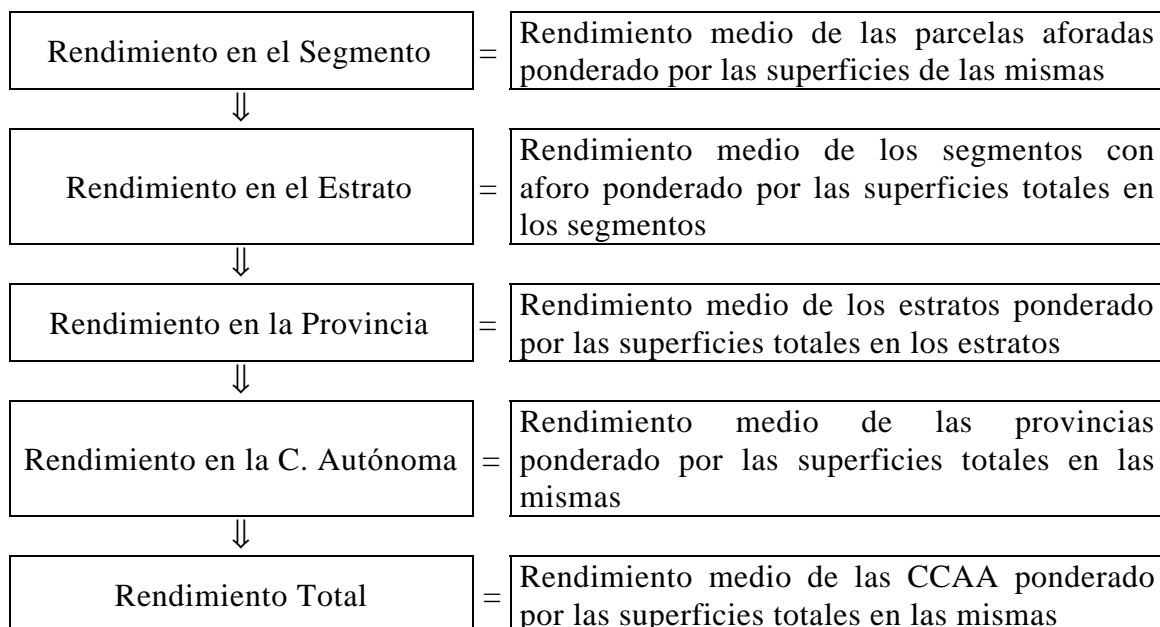 Rendimiento en el Segmento
=
Rendimiento medio de las parcelas aforadas
ponderado por las superficies de las mismas
⇓
Rendimiento en el Estrato
=
Rendimiento medio de los segmentos con
aforo ponderado por las superficies totales en
los segmentos
⇓
Rendimiento en la Provincia
=
Rendimiento medio de los estratos ponderado
por las superficies totales en los estratos
⇓
Rendimiento en la C. Autónoma
=
Rendimiento medio de las provincias
ponderado por las superficies totales en las
mismas
⇓
Rendimiento Total
=
Rendimiento medio de las CCAA ponderado
por las superficies totales en las mismas